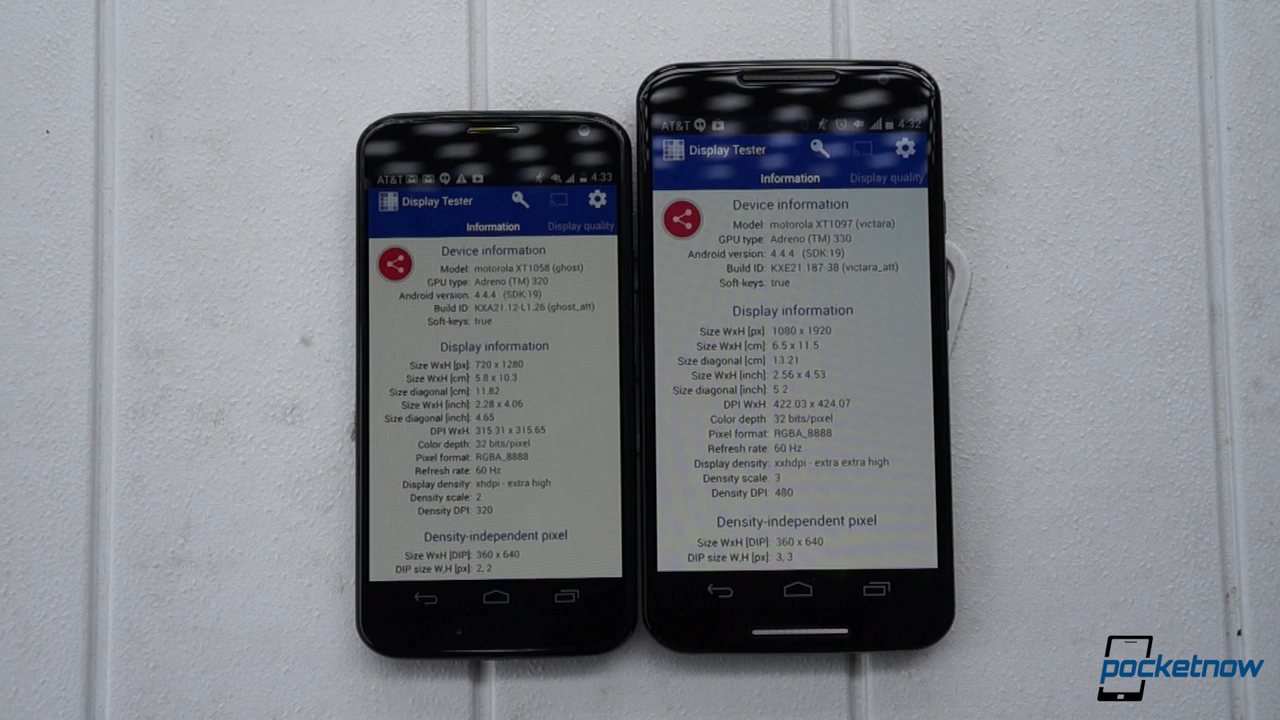 AT&T 4:33
Display Tester
Information Display quality
Device information
Model: motorola XT1058 (ghost)
GPU type: Adreno (TM) 320
Android version: 4.4.4 (SDK:19)
Build ID: KXA21.12-L1.26 (ghost_att)
Soft-keys: true
Display information
Size WxH [px]: 720 x 1280
Size WxH [cm]: 5.8 x 10.3
Size diagonal [cm]: 11.82
Size WxH [inch]: 2.28 x 4.06
Size diagonal [inch]: 4.65
DPI WxH: 315.31 x 315.65
Color depth: 32 bits/pixel
Pixel format: RGBA_8888
Refresh rate: 60 Hz
Display density: xhdpi - extra high
Density scale: 2
Density DPI: 320
Density-independent pixel
Size WxH [DIP]: 360 x 640
DIP size W,H [px]: 2, 2
AT&T 4:32
Display Tester
Information Display quality
Device information
Model: motorola XT1097 (victara)
GPU type: Adreno (TM) 330
Android version: 4.4.4 (SDK:19)
Build ID: KXE21.187-38 (victara_att)
Soft-keys: true
Display information
Size WxH [px] 1080 x 1920
Size WxH [cm]: 6.5 x 11.5
Size diagonal [cm]: 13.21
Size WxH [inch]: 2.56 x 4.53
Size diagonal [inch]: 5.2
DPI WxH: 422.03 x 424.07
Color depth: 32 bits/pixel
Pixel format: RGBA_8888
Refresh rate: 60 Hz
Display density: xxhdpi - extra extra high
Density scale: 3
Density DPI: 480
Density-independent pixel
Size WxH [DIP]: 360 x 640
DIP size W,H [px]: 3, 3
pocketnow